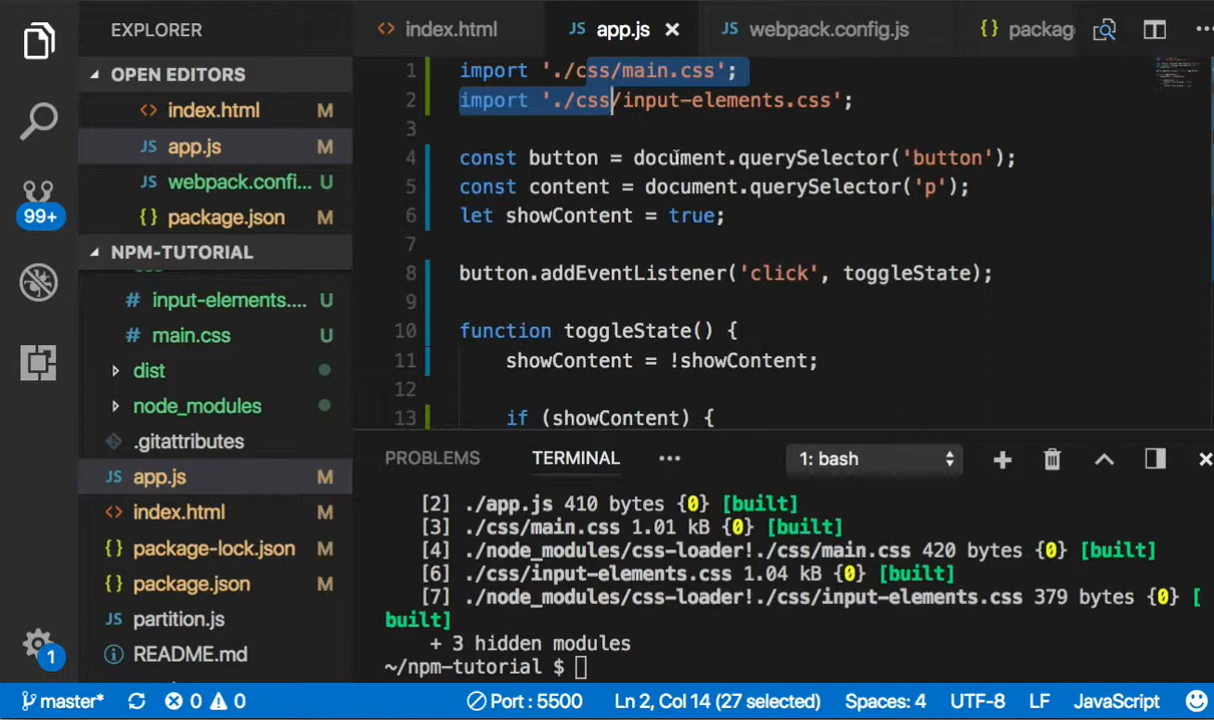 EXPLORER
index.html
JS app.js
JS webpack.config.js
{} packag
OPEN EDITORS
<> index.html M
JS app.js M
JS webpack.confi... U
{} package.json M
99+
NPM-TUTORIAL
# input-elements.... U
# main.css U
dist
node_modules
.gitattributes
JS app.js M
<> index.html M
{} package-lock.json M
{} package.json M
partition.js
README.md
1
1 import './css/main.css';
2 import './css/input-elements.css';
3
4 const button = document.querySelector('button');
5 const content = document.querySelector('p');
6 let showContent = true;
7
8 button.addEventListener('click', toggleState);
9
10 function toggleState() {
11 showContent = !showContent;
12
13 if (showContent) {
PROBLEMS TERMINAL ••• 1: bash
[2] ./app.js 410 bytes {0} [built]
[3] ./css/main.css 1.01 kB {0} [built]
[4] ./node_modules/css-loader!./css/main.css 420 bytes {0} [built]
[6] ./css/input-elements.css 1.04 kB {0} [built]
[7] ./node_modules/css-loader!./css/input-elements.css 379 bytes {0} [
built]
+ 3 hidden modules
~/npm-tutorial $
master* 0 0 Port : 5500 Ln 2, Col 14 (27 selected) Spaces: 4 UTF-8 LF JavaScript